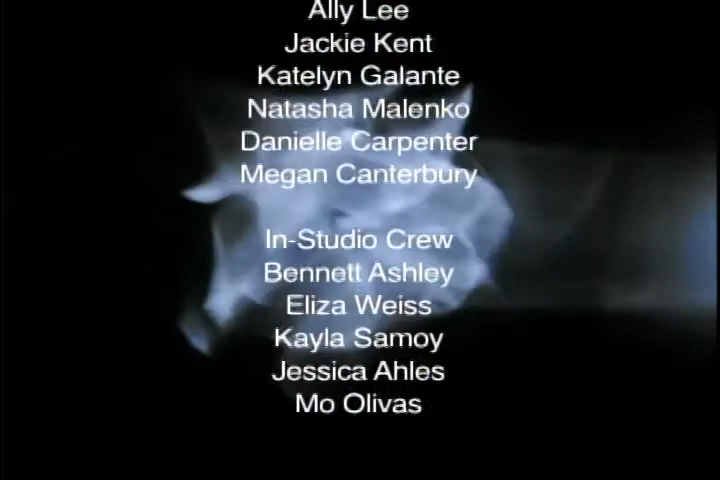 Ally Lee
Jackie Kent
Katelyn Galante
Natasha Malenko
Danielle Carpenter
Megan Canterbury
In-Studio Crew
Bennett Ashley
Eliza Weiss
Kayla Samoy
Jessica Ahles
Mo Olivas